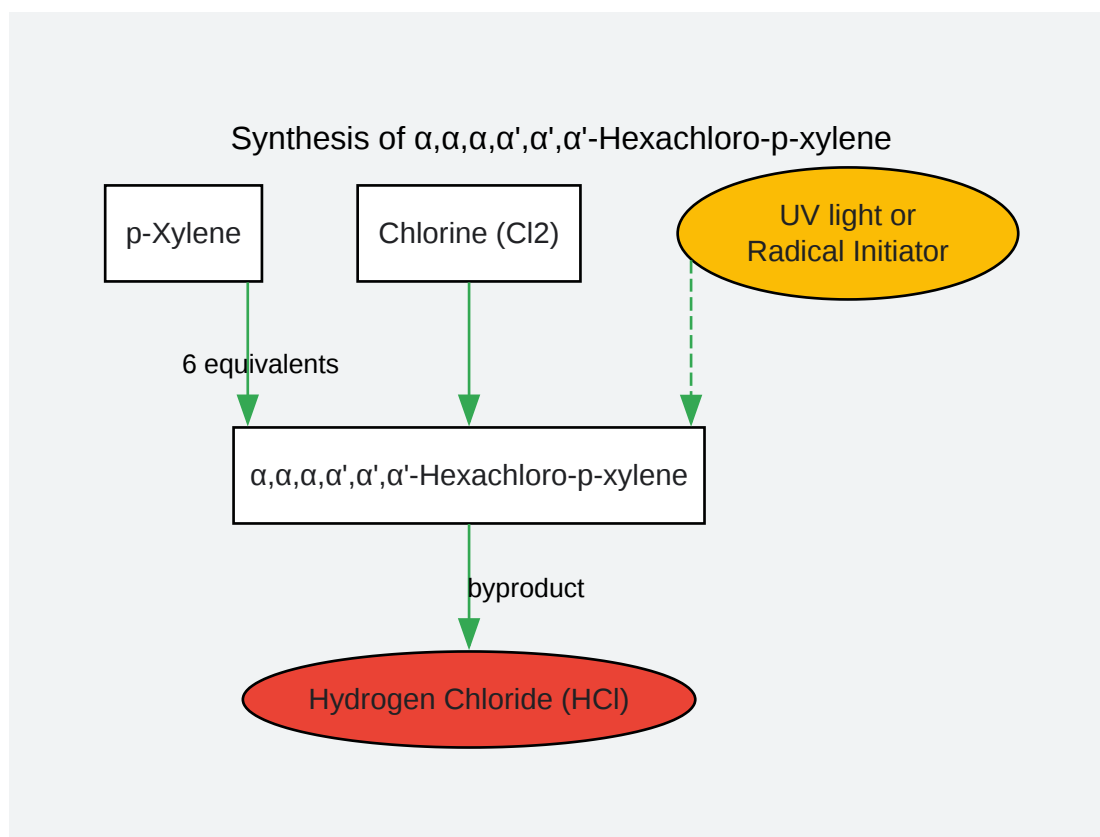 Synthesis of α,α,α,α',α',α'-Hexachloro-p-xylene
p-Xylene
Chlorine (Cl2)
UV light or
Radical Initiator
6 equivalents
α,α,α,α',α',α'-Hexachloro-p-xylene
byproduct
Hydrogen Chloride (HCl)